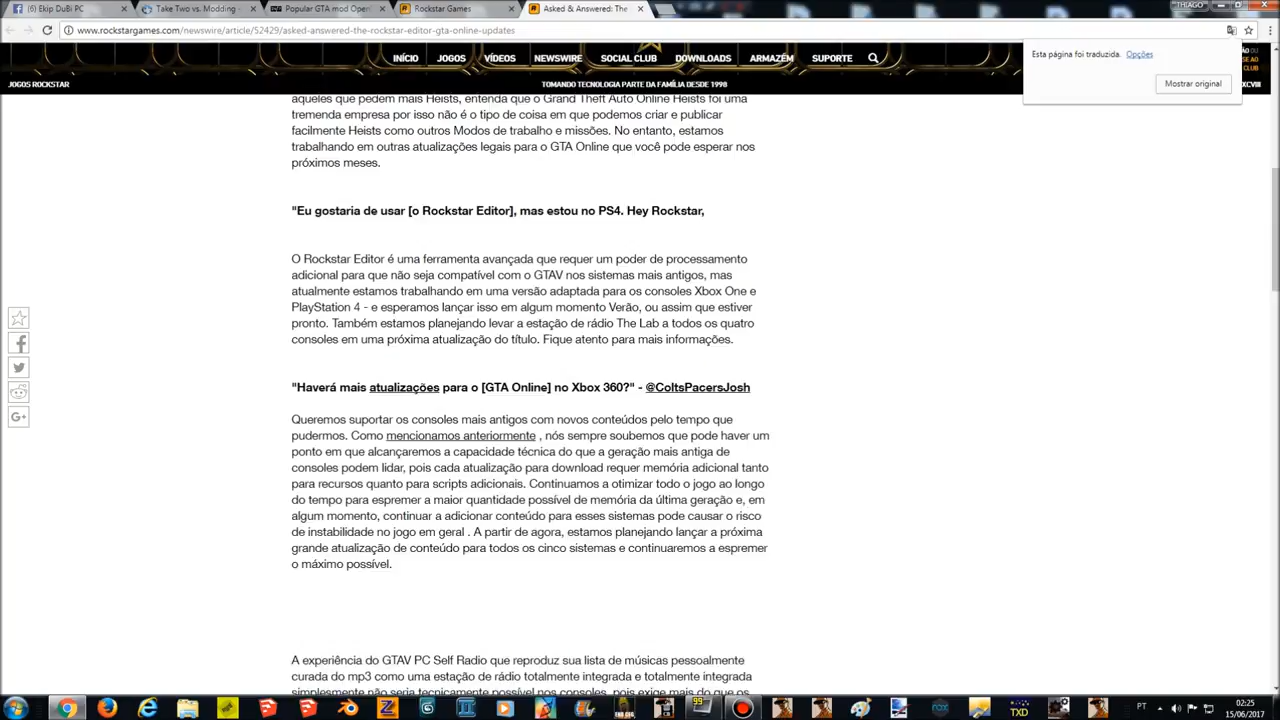 (6) Ekip DuBi PC
Take Two vs. Modding -
Popular GTA mod Open
Rockstar Games
Asked & Answered: The
THIAGO
www.rockstargames.com/newswire/article/52429/asked-answered-the-rockstar-editor-gta-online-updates
INÍCIO JOGOS VÍDEOS NEWSWIRE SOCIAL CLUB DOWNLOADS ARMAZÉM SUPORTE
Esta página foi traduzida. Opções
Mostrar original
JOGOS ROCKSTAR
TOMANDO TECNOLOGIA PARTE DA FAMÍLIA DESDE 1998
aqueles que pedem mais Heists, entenda que o Grand Theft Auto Online Heists foi uma
tremenda empresa por isso não é o tipo de coisa em que podemos criar e publicar
facilmente Heists como outros Modos de trabalho e missões. No entanto, estamos
trabalhando em outras atualizações legais para o GTA Online que você pode esperar nos
próximos meses.
"Eu gostaria de usar [o Rockstar Editor], mas estou no PS4. Hey Rockstar,
O Rockstar Editor é uma ferramenta avançada que requer um poder de processamento
adicional para que não seja compatível com o GTAV nos sistemas mais antigos, mas
atualmente estamos trabalhando em uma versão adaptada para os consoles Xbox One e
PlayStation 4 - e esperamos lançar isso em algum momento Verão, ou assim que estiver
pronto. Também estamos planejando levar a estação de rádio The Lab a todos os quatro
consoles em uma próxima atualização do título. Fique atento para mais informações.
"Haverá mais atualizações para o [GTA Online] no Xbox 360?" - @ColtsPacersJosh
Queremos suportar os consoles mais antigos com novos conteúdos pelo tempo que
pudermos. Como mencionamos anteriormente , nós sempre soubemos que pode haver um
ponto em que alcançaremos a capacidade técnica do que a geração mais antiga de
consoles podem lidar, pois cada atualização para download requer memória adicional tanto
para recursos quanto para scripts adicionais. Continuamos a otimizar todo o jogo ao longo
do tempo para espremer a maior quantidade possível de memória da última geração e, em
algum momento, continuar a adicionar conteúdo para esses sistemas pode causar o risco
de instabilidade no jogo em geral . A partir de agora, estamos planejando lançar a próxima
grande atualização de conteúdo para todos os cinco sistemas e continuaremos a espremer
o máximo possível.
A experiência do GTAV PC Self Radio que reproduz sua lista de músicas pessoalmente
curada do mp3 como uma estação de rádio totalmente integrada e totalmente integrada
simplesmente não seria tecnicamente possível nos consoles, pois exige mais do que os
99
TXD
PT
02:25
15/06/2017